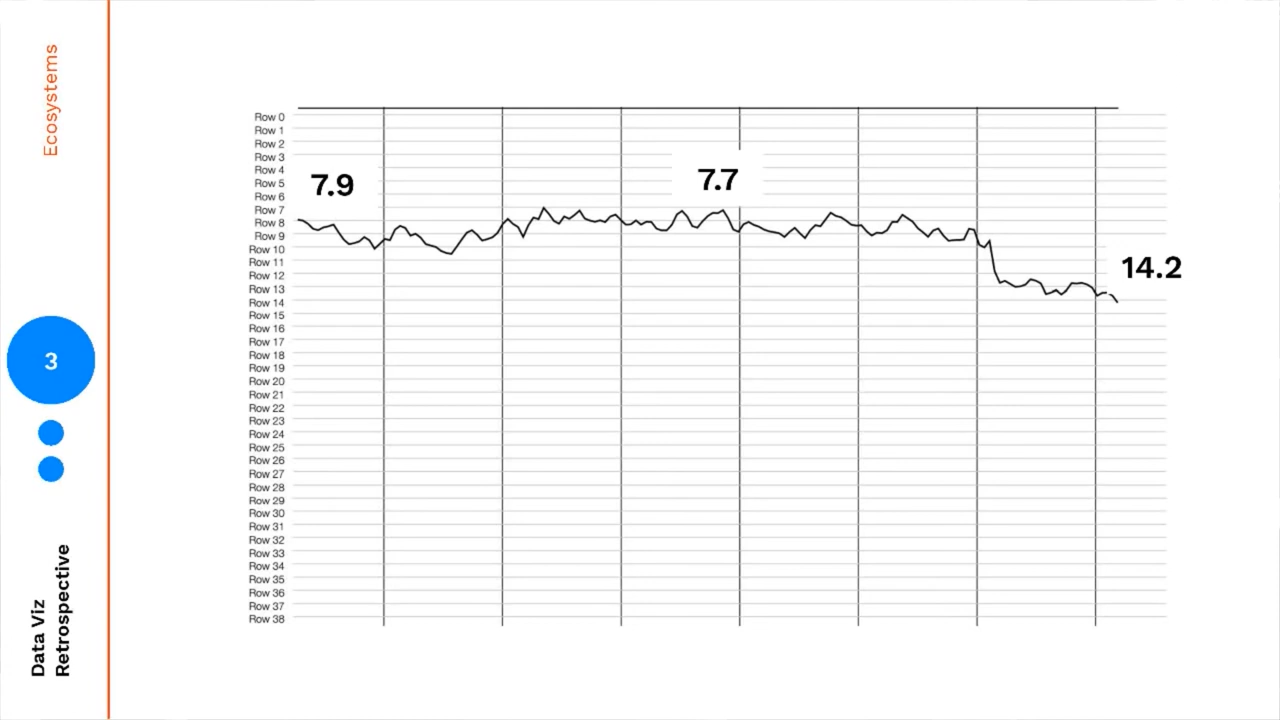 Ecosystems
3
Data Viz
Retrospective
Row 0
Row 1
Row 2
Row 3
Row 4
Row 5
Row 6
Row 7
Row 8
Row 9
Row 10
Row 11
Row 12
Row 13
Row 14
Row 15
Row 16
Row 17
Row 18
Row 19
Row 20
Row 21
Row 22
Row 23
Row 24
Row 25
Row 26
Row 27
Row 28
Row 29
Row 30
Row 31
Row 32
Row 33
Row 34
Row 35
Row 36
Row 37
Row 38
7.9
7.7
14.2